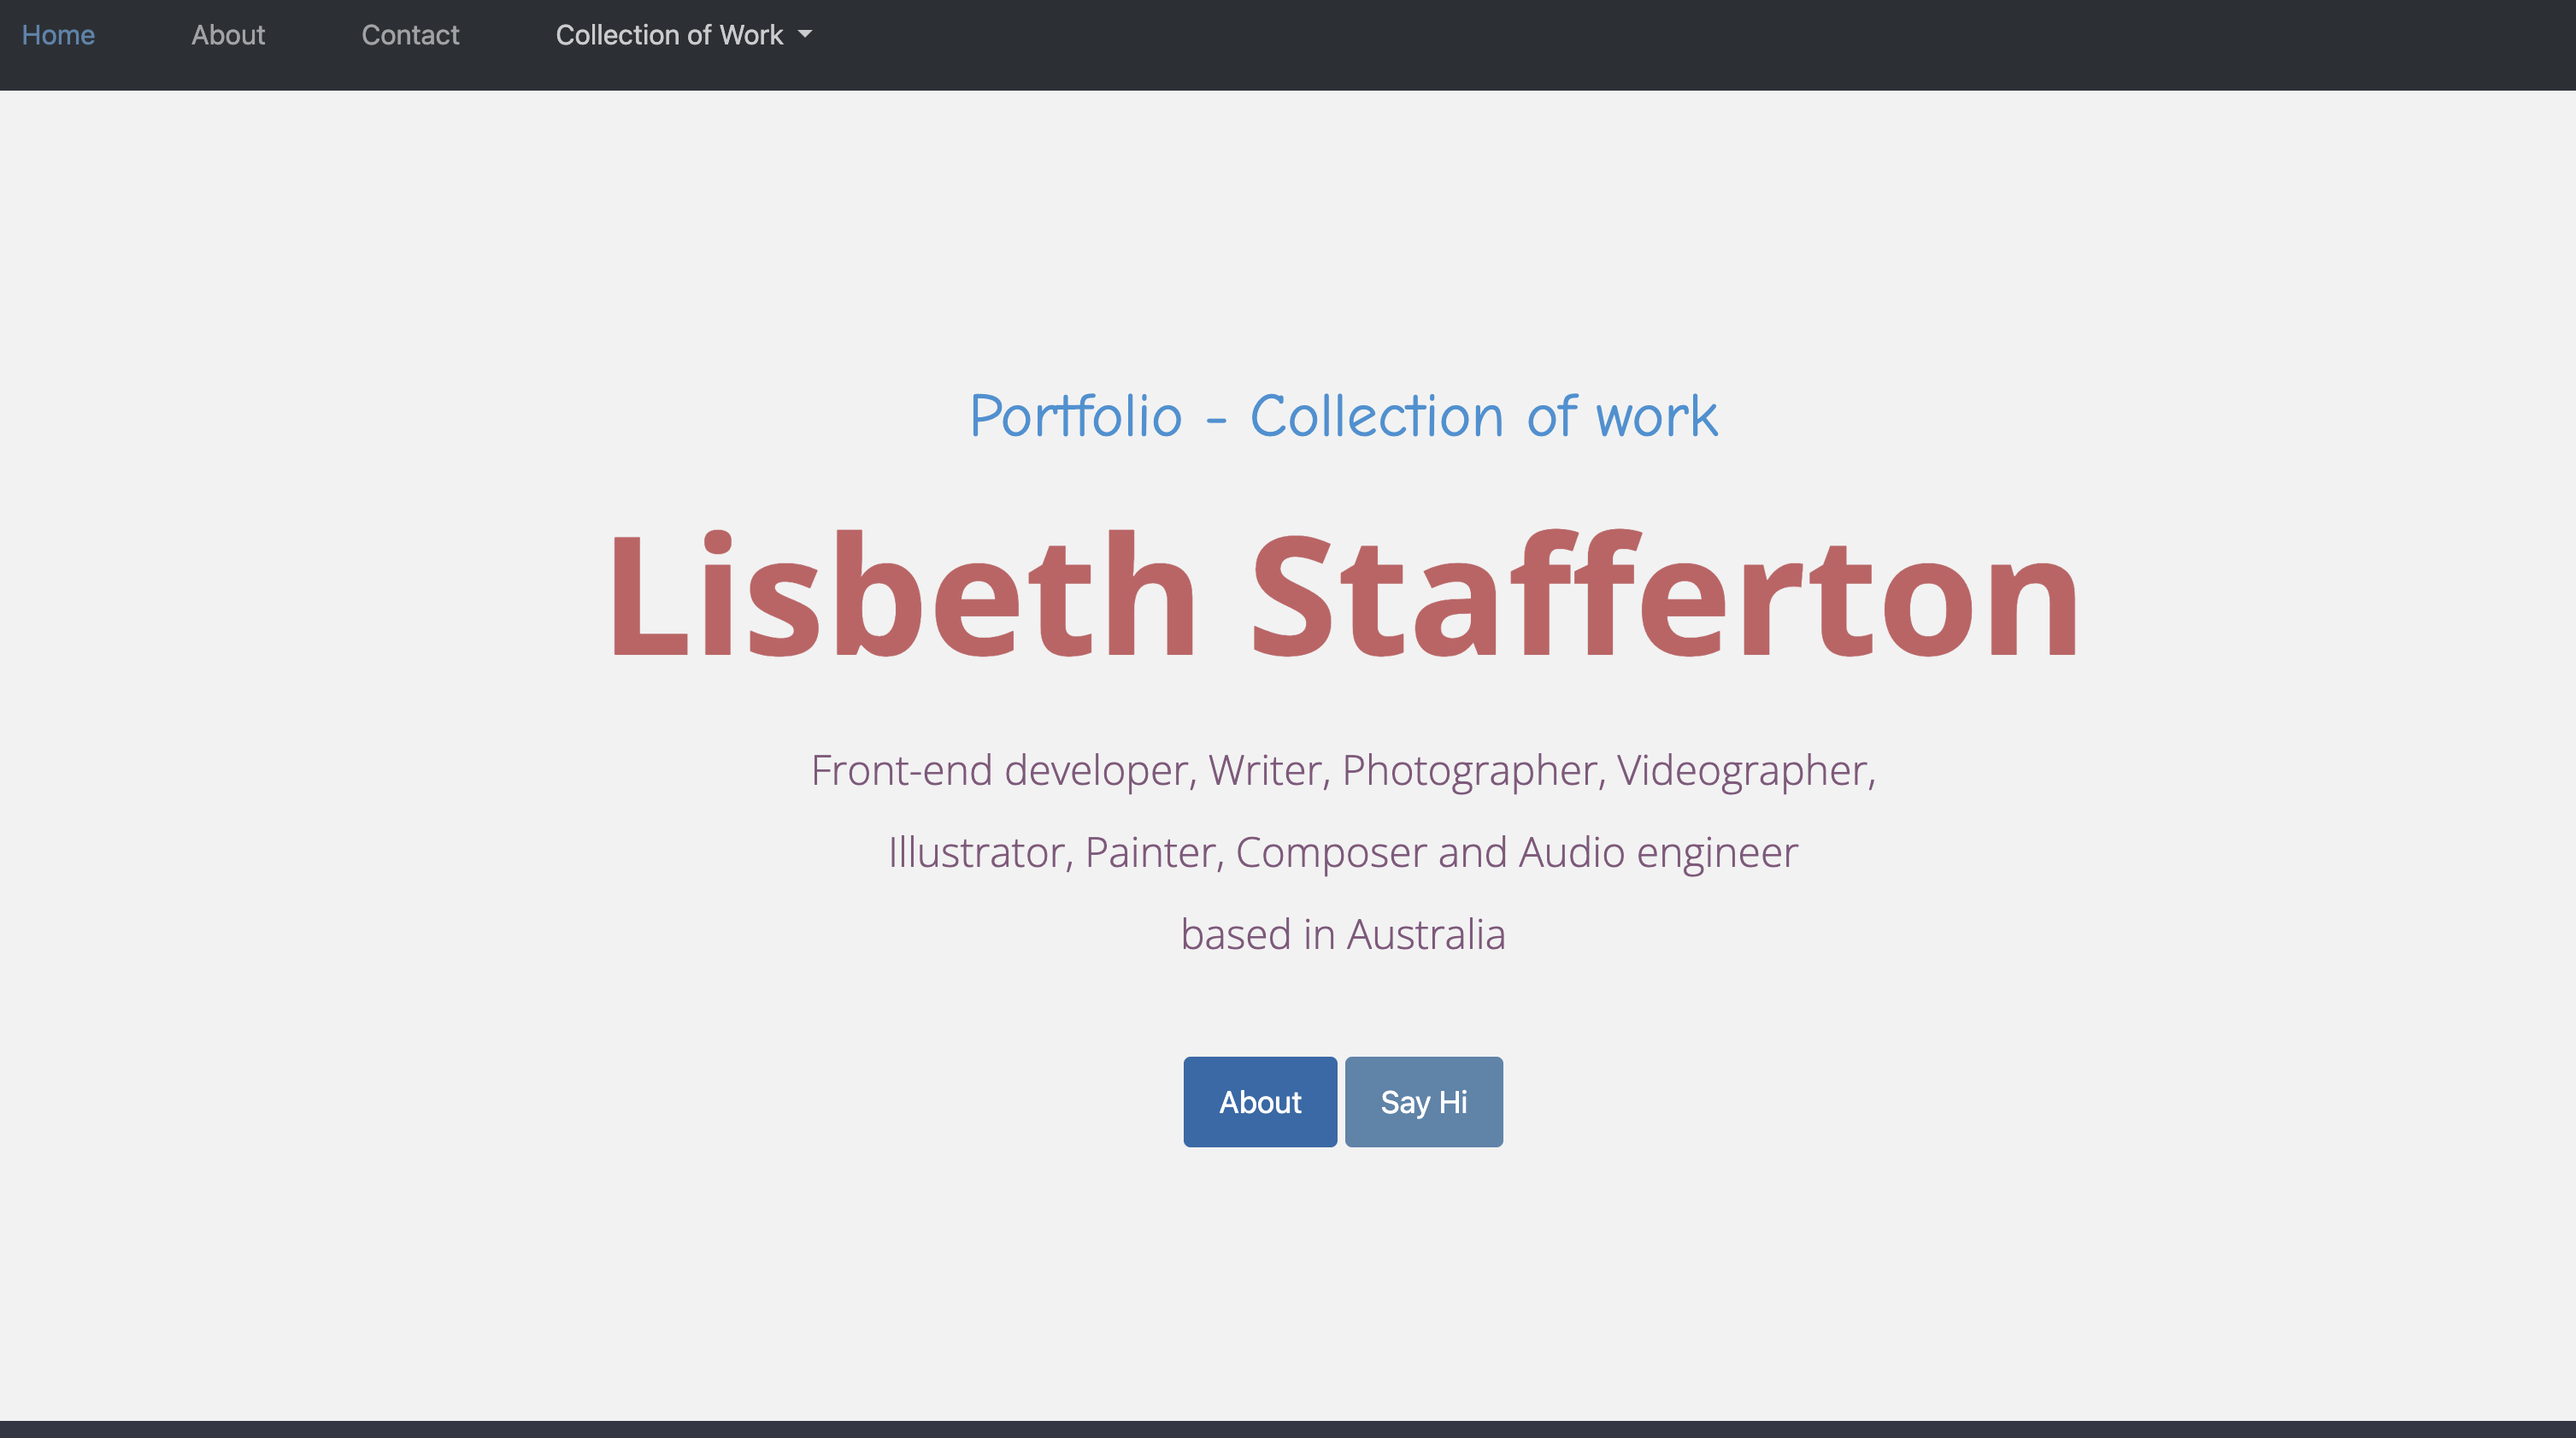 Home About Contact Collection of Work
Portfolio - Collection of work
Lisbeth Stafferton
Front-end developer, Writer, Photographer, Videographer,
Illustrator, Painter, Composer and Audio engineer
based in Australia
About Say Hi